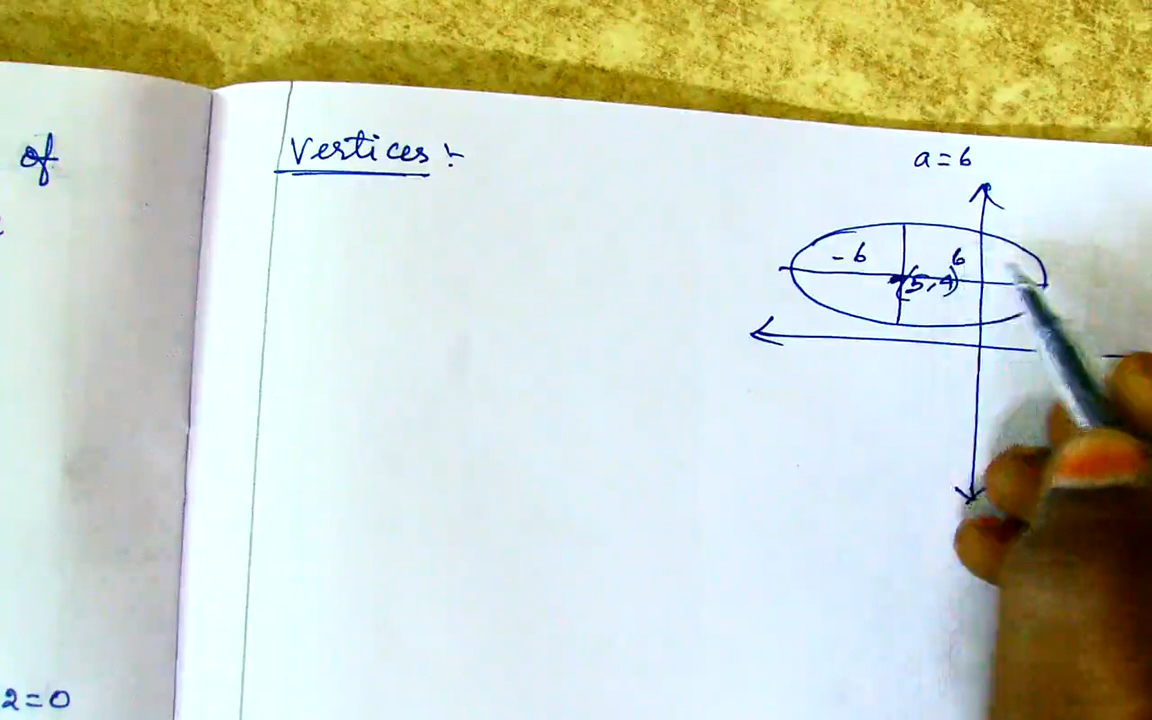 of
Vertices :-
a = 6
- 6
6
(5, 4)
2 = 0